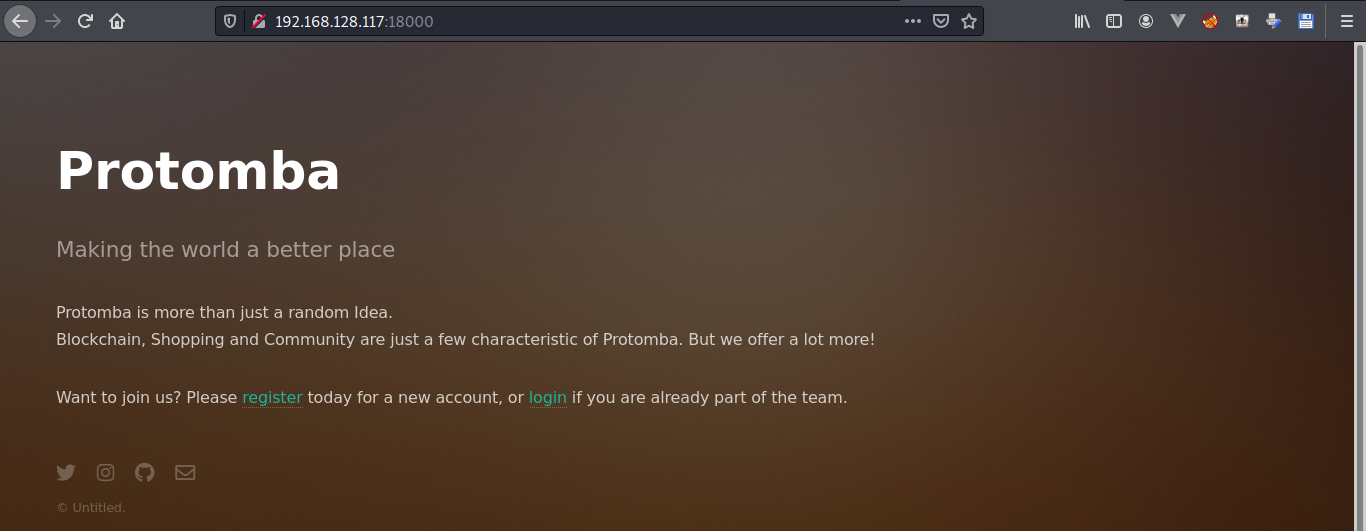 192.168.128.117:18000
Protomba
Making the world a better place
Protomba is more than just a random Idea.
Blockchain, Shopping and Community are just a few characteristic of Protomba. But we offer a lot more!
Want to join us? Please register today for a new account, or login if you are already part of the team.
© Untitled.